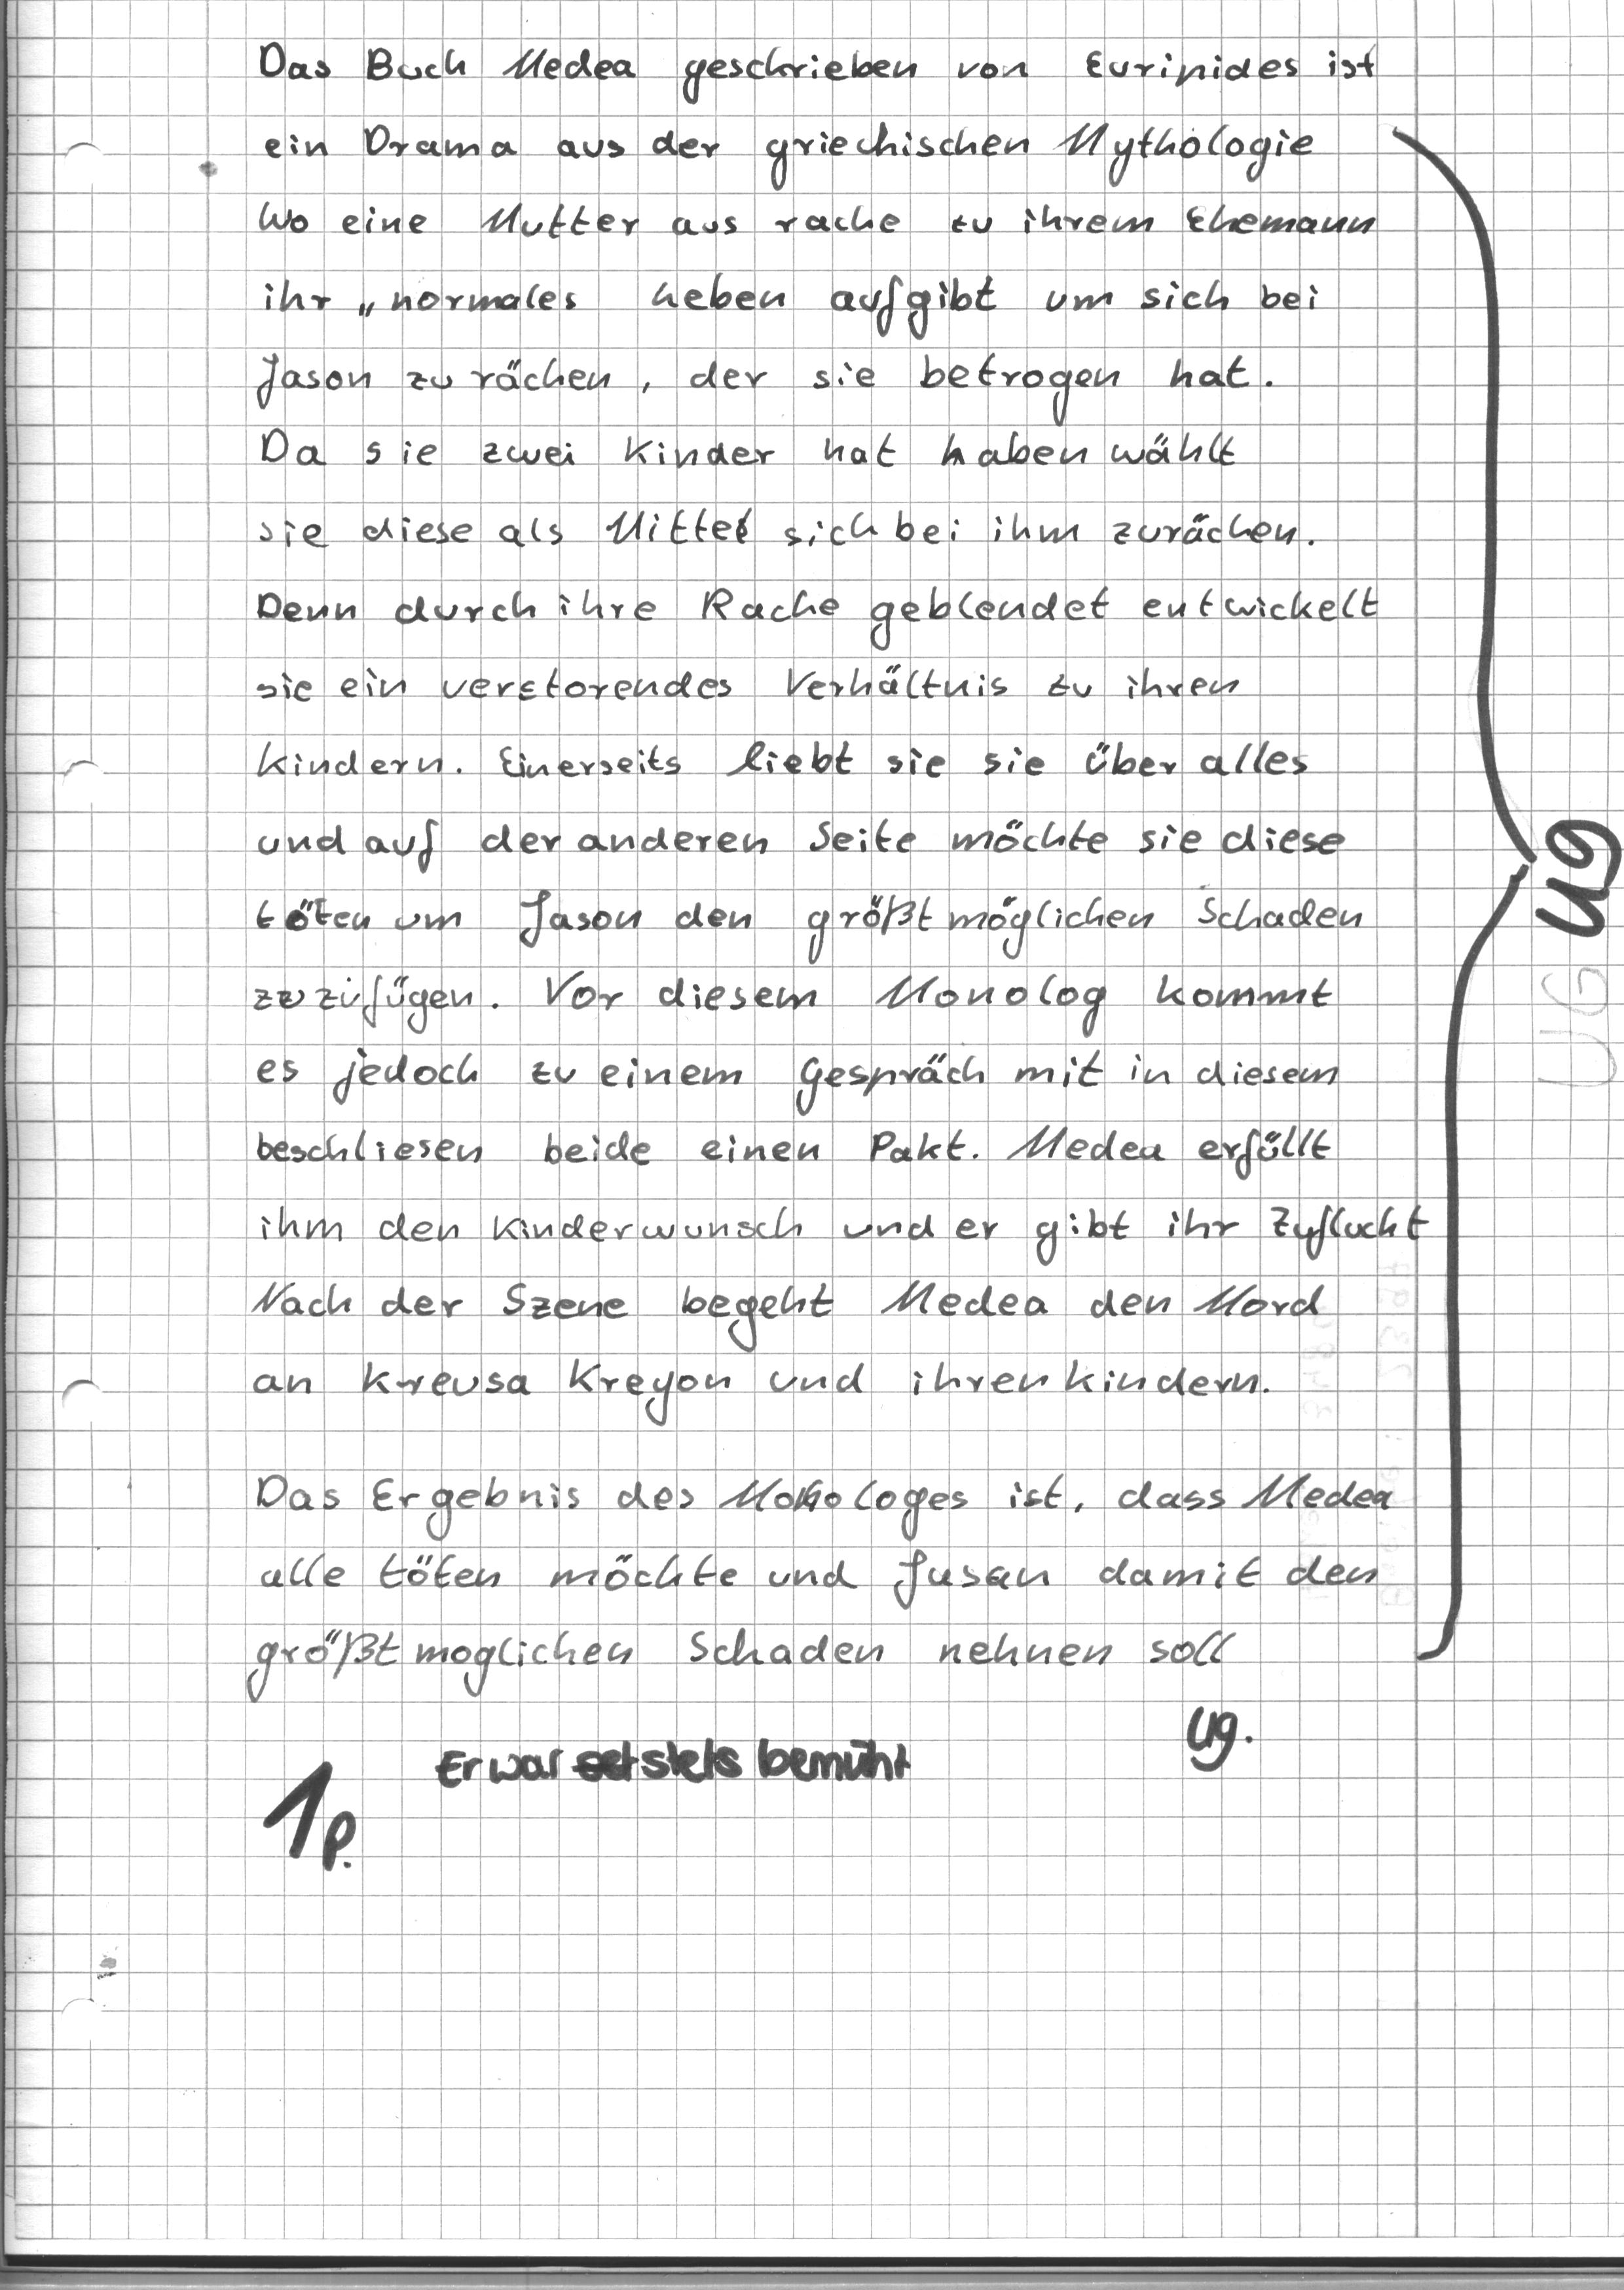 Das Buch Medea geschrieben von Euripides ist
ein Drama aus der griechischen Mythologie
Wo eine Mutter aus rache zu ihrem Ehemann
ihr „normales Leben aufgibt um sich bei
Jason zu rächen, der sie betrogen hat.
Da sie zwei Kinder hat haben wählt
sie diese als Mittel sich bei ihm zurächen.
Denn durch ihre Rache geblendet entwickelt
sie ein verstorendes Verhältnis zu ihren
Kindern. Einerseits liebt sie sie über alles
und auf der anderen Seite möchte sie diese
töten um Jason den größtmöglichen Schaden
zuzufügen. Vor diesem Monolog kommt
es jedoch zu einem Gespräch mit in diesem
beschliesen beide einen Pakt. Medea erfüllt
ihm den Kinderwunsch und er gibt ihr Zuflucht
Nach der Szene begeht Medea den Mord
an Kreusa Kreyon und ihren kindern.
Das Ergebnis des Monologes ist, dass Medea
alle töten möchte und Jusan damit den
größtmoglichen Schaden nehnen soll
ug
UG
ug.
Er war stets bemüht
1p.